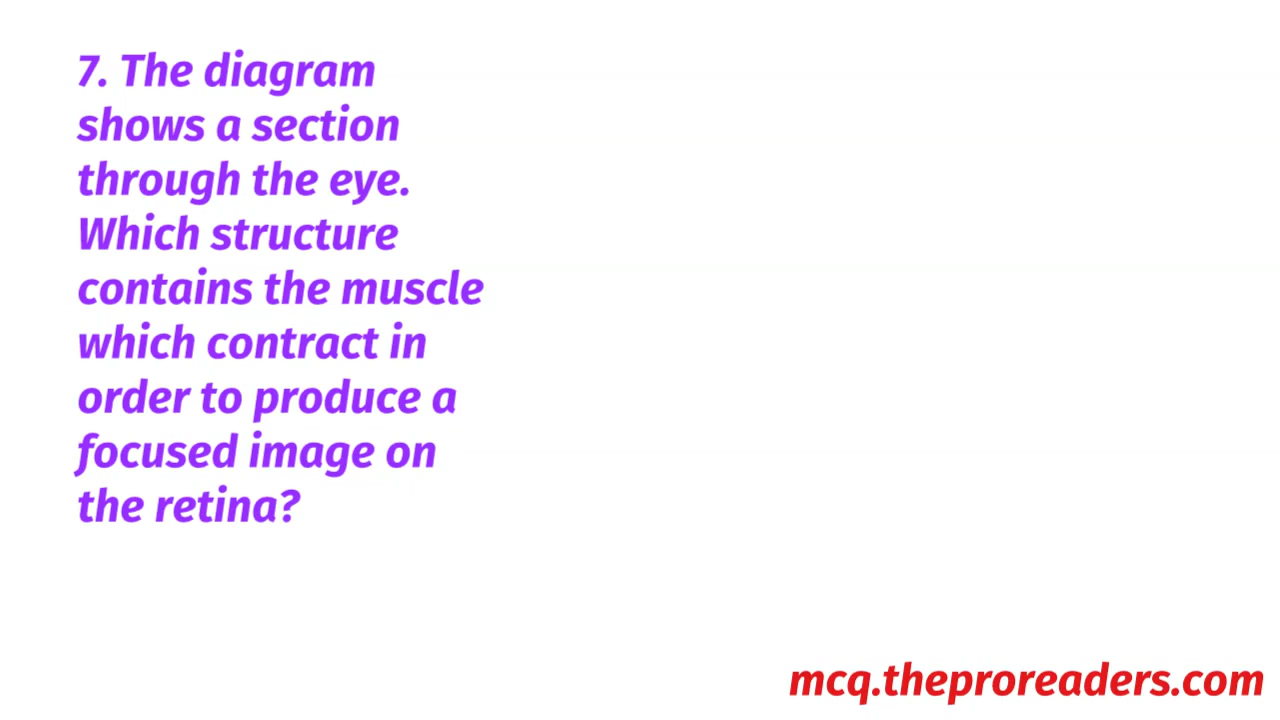 7. The diagram
shows a section
through the eye.
Which structure
contains the muscle
which contract in
order to produce a
focused image on
the retina?
mcq.theproreaders.com